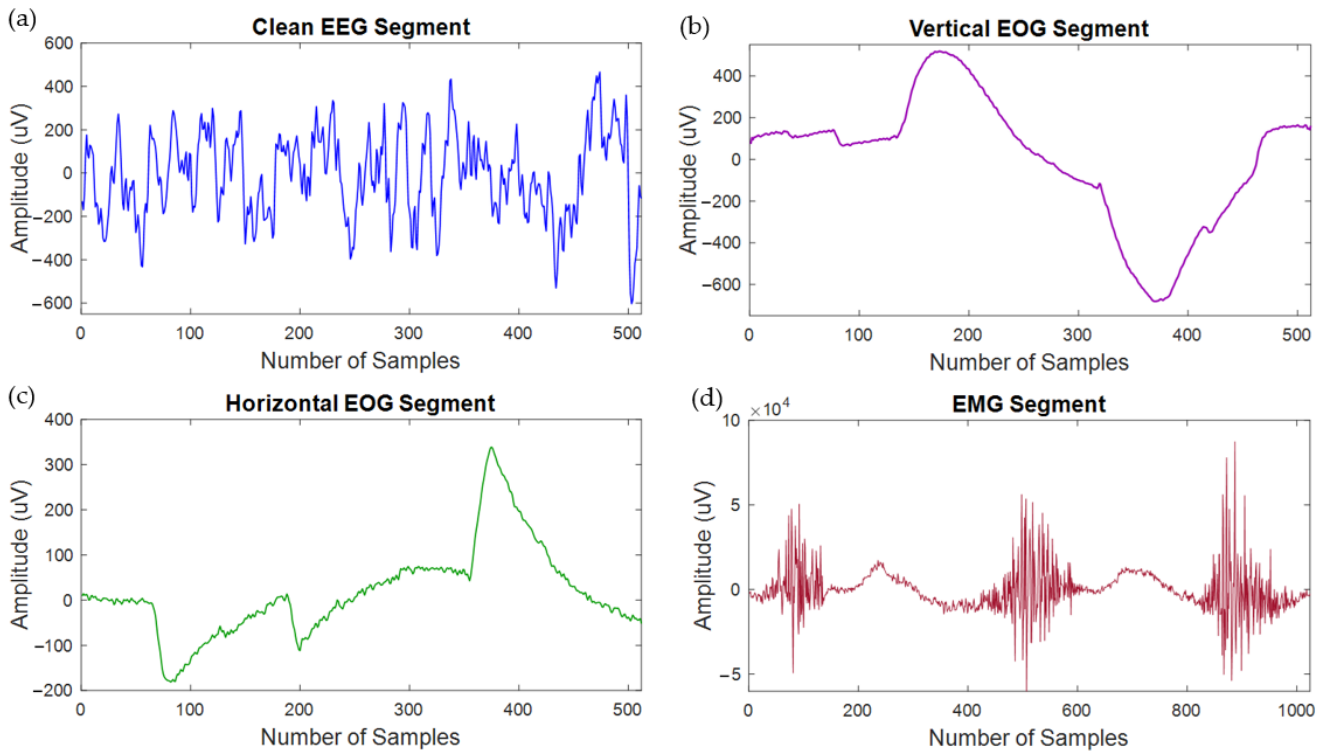 (a)
Clean EEG Segment
600
400
200
0
−200
−400
−600
Amplitude (uV)
0 100 200 300 400 500
Number of Samples
(b)
Vertical EOG Segment
400
200
0
−200
−400
−600
Amplitude (uV)
0 100 200 300 400 500
Number of Samples
(c)
Horizontal EOG Segment
400
300
200
100
0
−100
−200
Amplitude (uV)
0 100 200 300 400 500
Number of Samples
(d)
EMG Segment
× 10⁴
10
5
0
−5
Amplitude (uV)
0 200 400 600 800 1000
Number of Samples